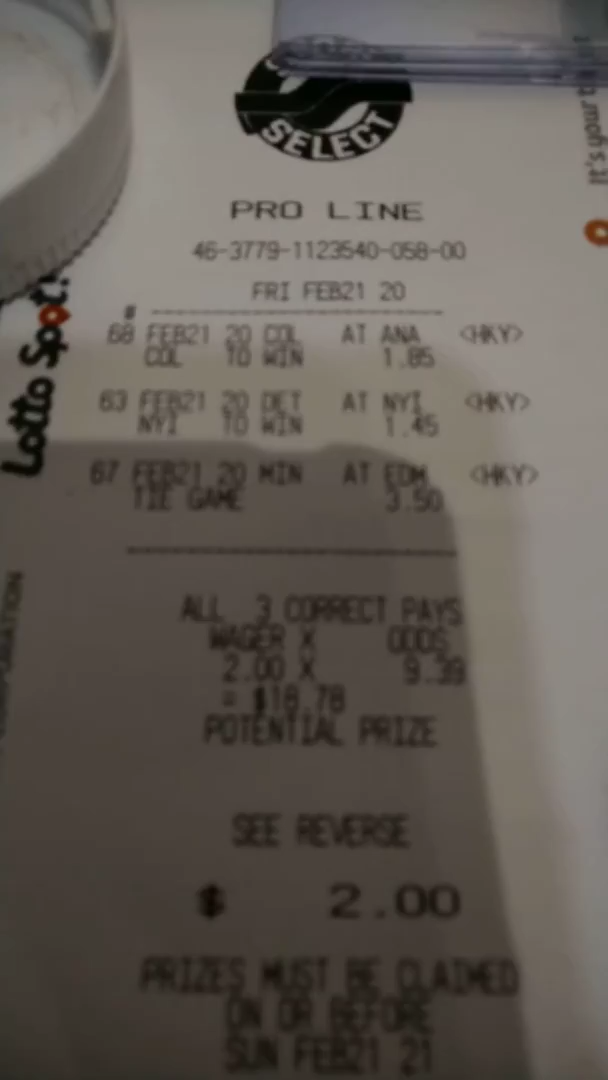 SELECT
It's your
PRO LINE
46-3779-1123540-058-00
FRI FEB21 20
Lotto Spot!
68 FEB21 20 COL AT ANA <HKY>
COL TO WIN 1.85
63 FEB21 20 DET AT NYI <HKY>
NYI TO WIN 1.45
67 FEB21 20 MIN AT EDM <HKY>
TIE GAME 3.50
ALL 3 CORRECT PAYS
WAGER X ODDS
2.00 X 9.39
= $18.78
POTENTIAL PRIZE
SEE REVERSE
$ 2.00
PRIZES MUST BE CLAIMED
ON OR BEFORE
SUN FEB21 21